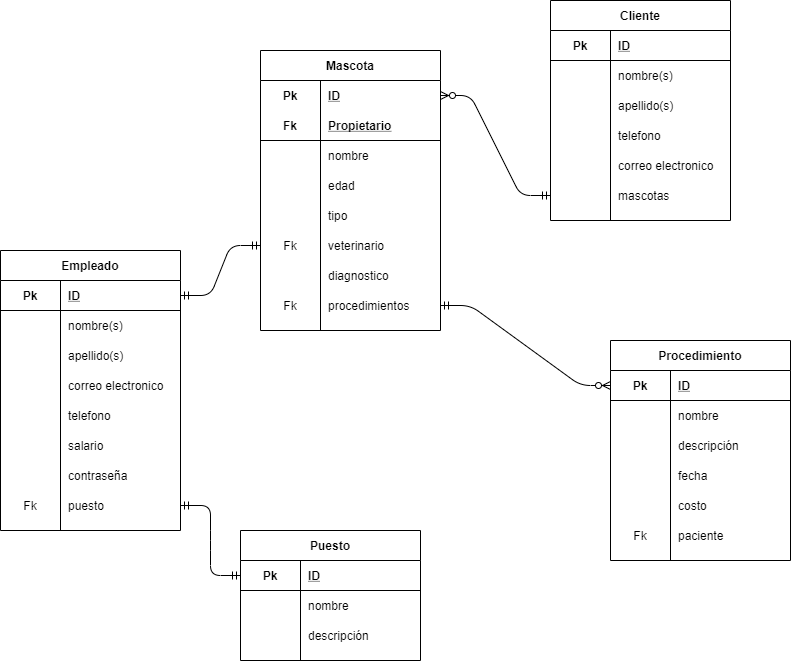 Cliente
Pk ID
nombre(s)
apellido(s)
telefono
correo electronico
mascotas
Mascota
Pk ID
Fk Propietario
nombre
edad
tipo
Fk veterinario
diagnostico
Fk procedimientos
Empleado
Pk ID
nombre(s)
apellido(s)
correo electronico
telefono
salario
contraseña
Fk puesto
Procedimiento
Pk ID
nombre
descripción
fecha
costo
Fk paciente
Puesto
Pk ID
nombre
descripción